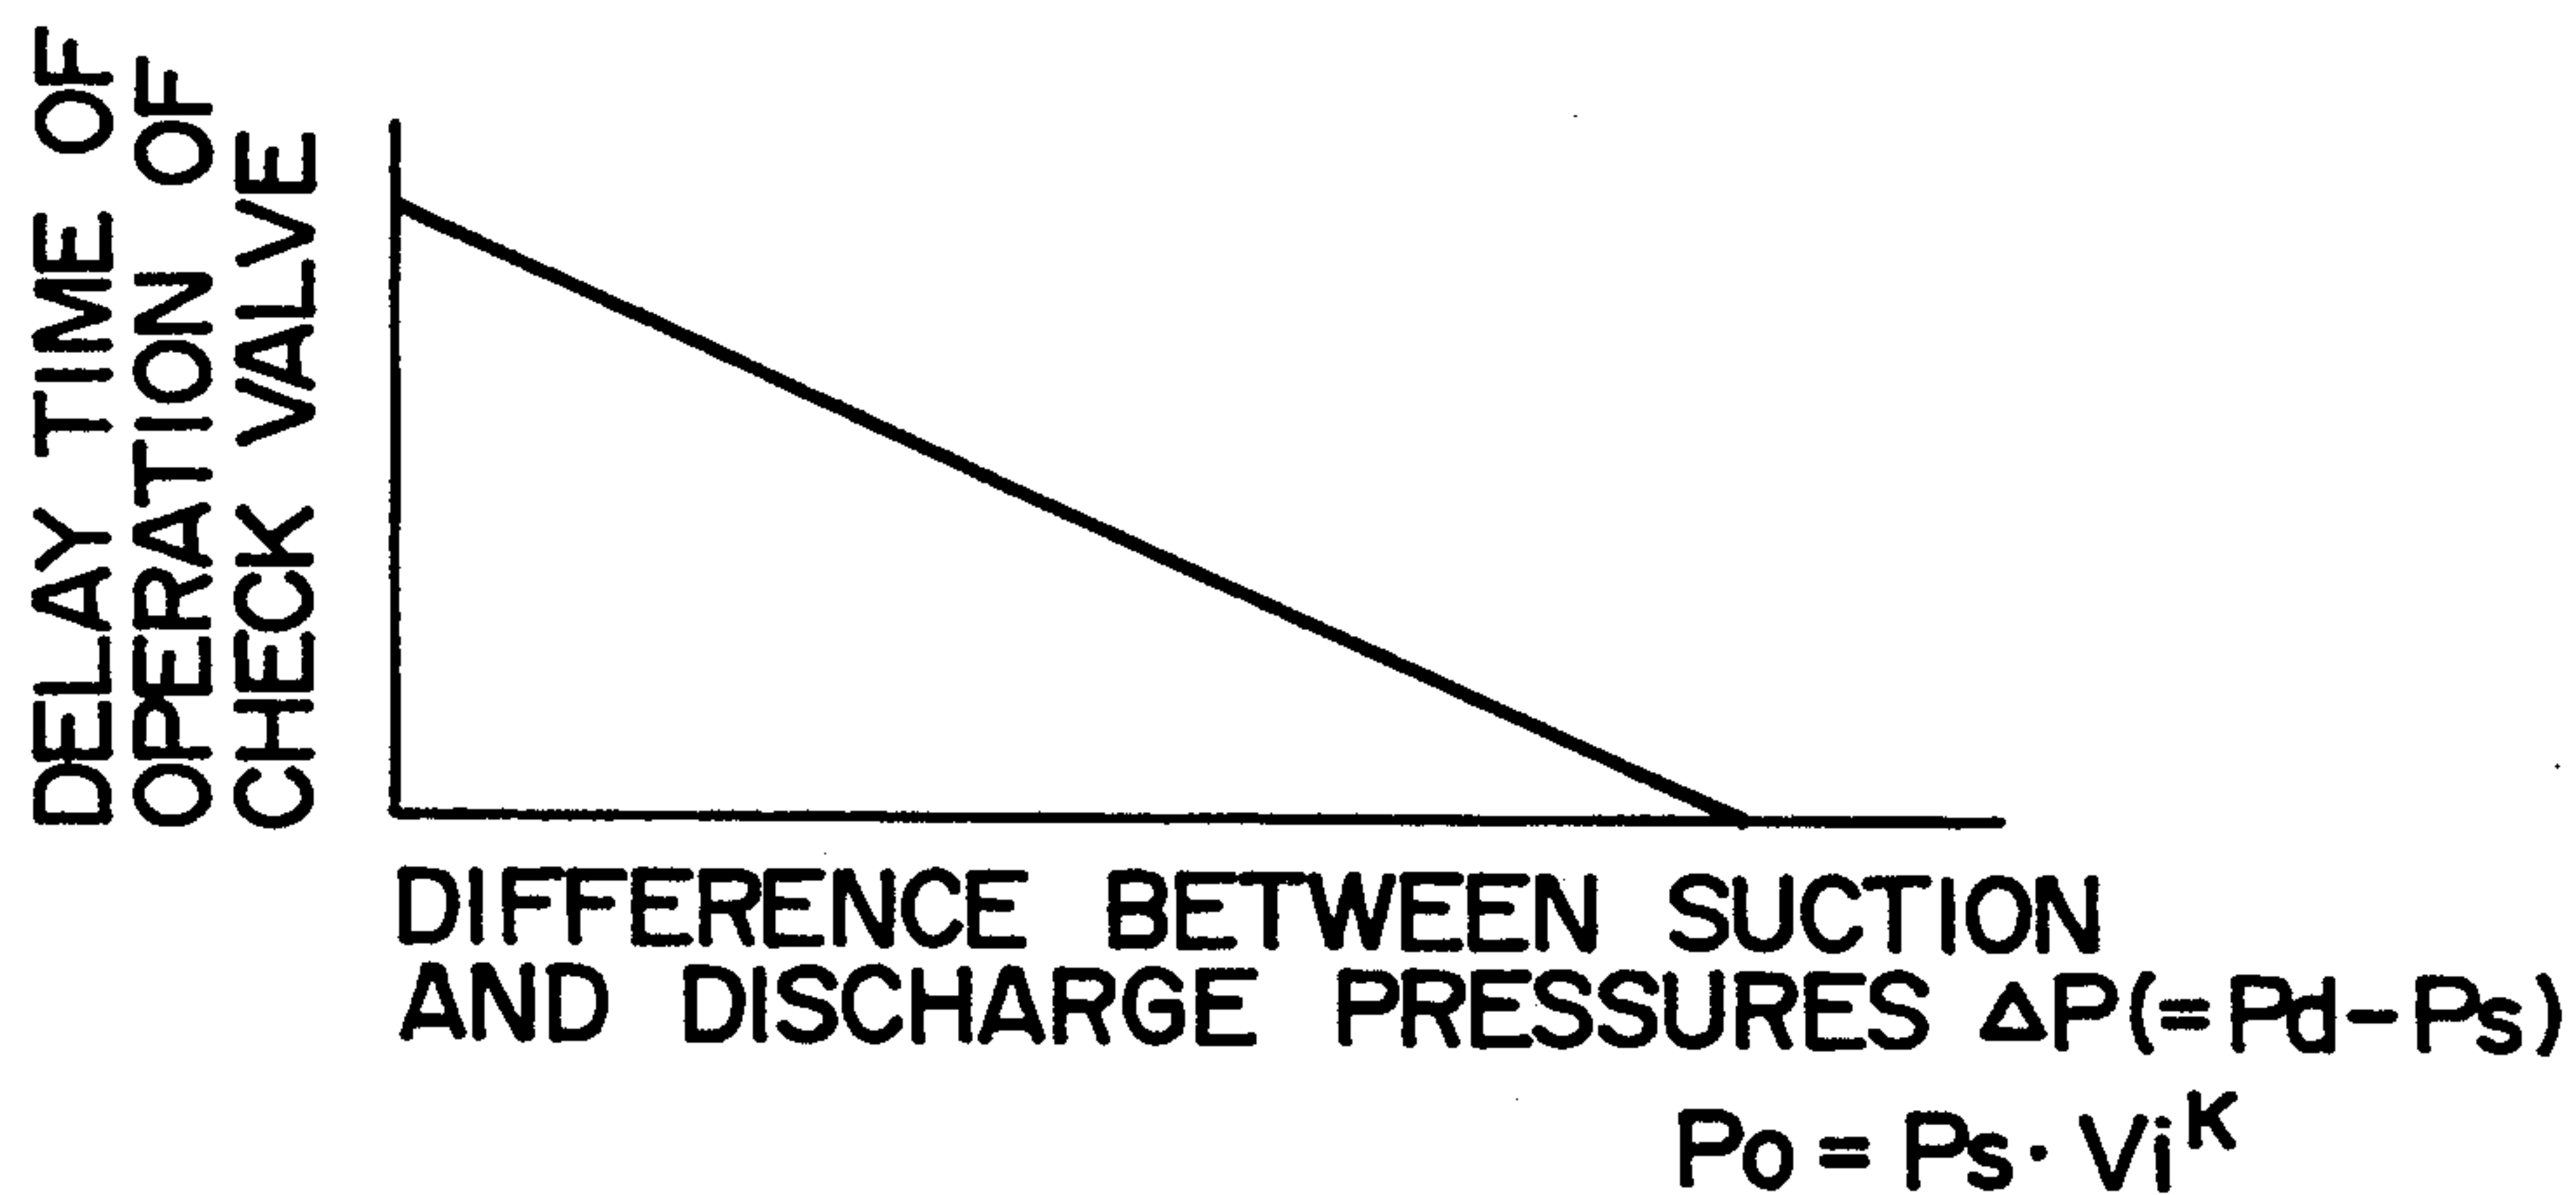 DELAY TIME OF
OPERATION OF
CHECK VALVE
DIFFERENCE BETWEEN SUCTION
AND DISCHARGE PRESSURES ΔP(=Pd-Ps)
Po = Ps · Vi^K